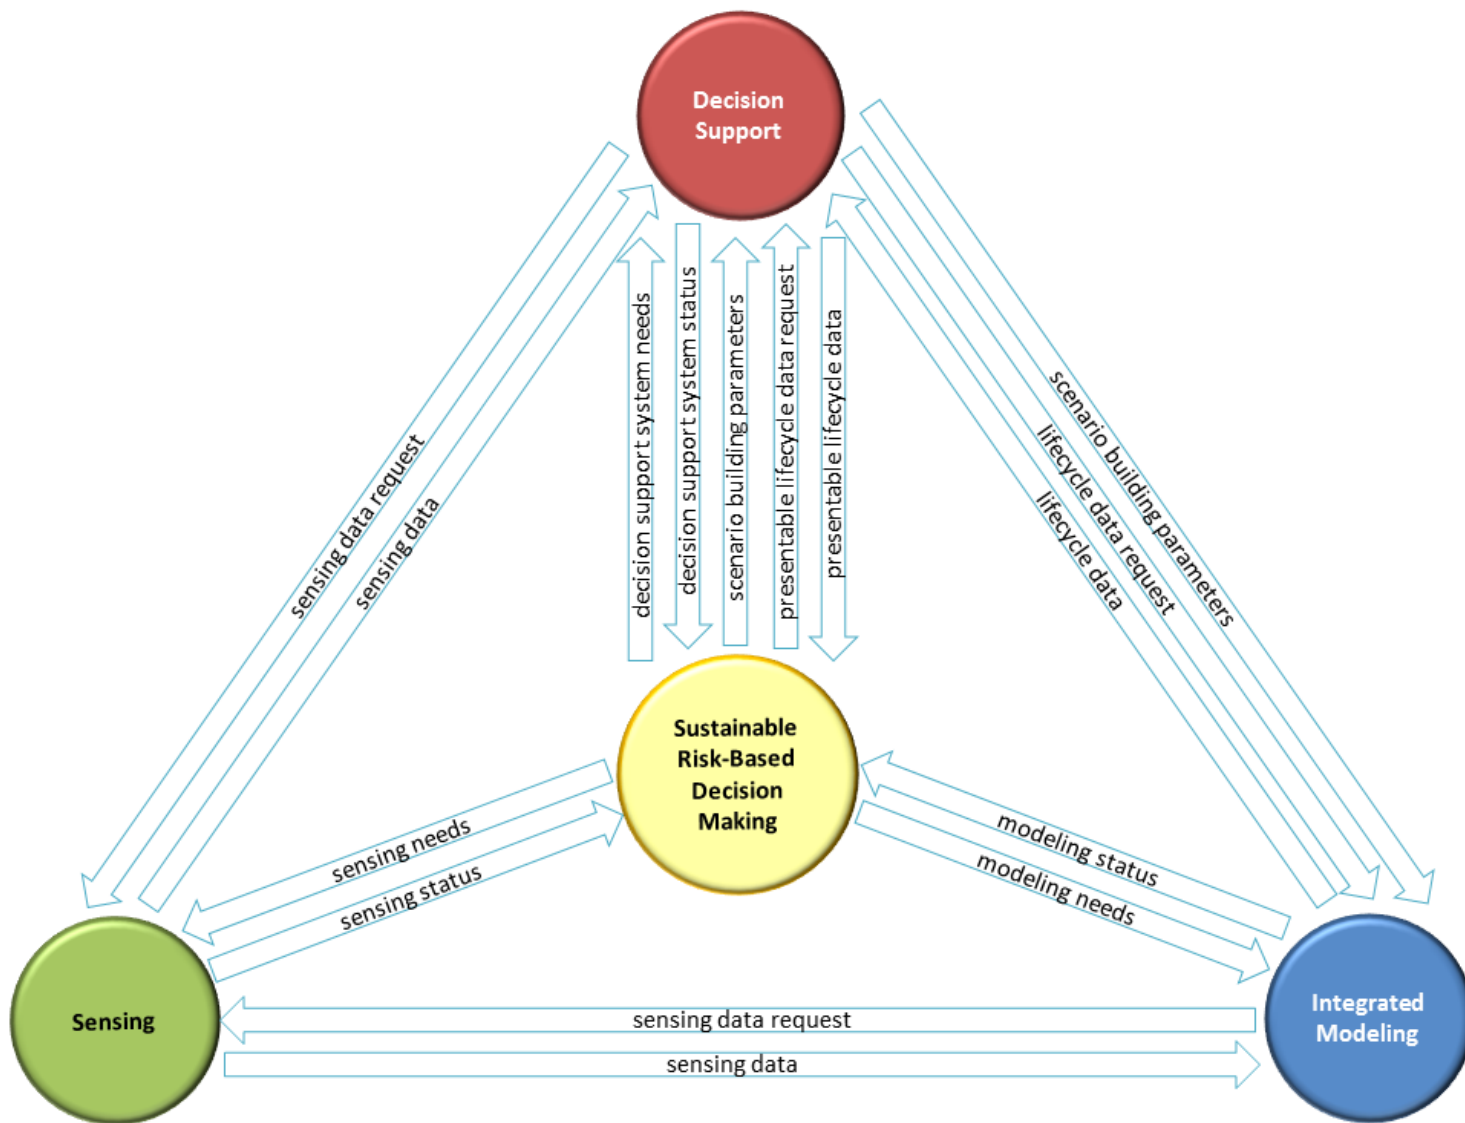 Decision
Support
sensing data request
sensing data
decision support system needs
decision support system status
scenario building parameters
presentable lifecycle data request
presentable lifecycle data
scenario building parameters
lifecycle data request
lifecycle data
Sustainable
Risk-Based
Decision
Making
sensing needs
sensing status
modeling status
modeling needs
Sensing
sensing data request
sensing data
Integrated
Modeling